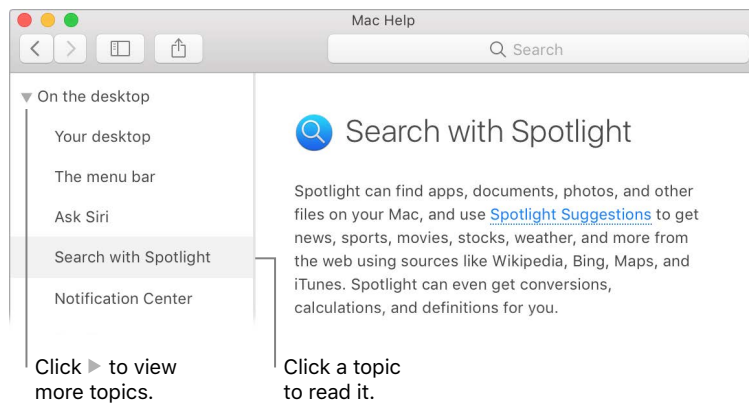 Mac Help
Search
On the desktop
Your desktop
The menu bar
Ask Siri
Search with Spotlight
Notification Center
Search with Spotlight
Spotlight can find apps, documents, photos, and other
files on your Mac, and use Spotlight Suggestions to get
news, sports, movies, stocks, weather, and more from
the web using sources like Wikipedia, Bing, Maps, and
iTunes. Spotlight can even get conversions,
calculations, and definitions for you.
Click ▶ to view
more topics.
Click a topic
to read it.